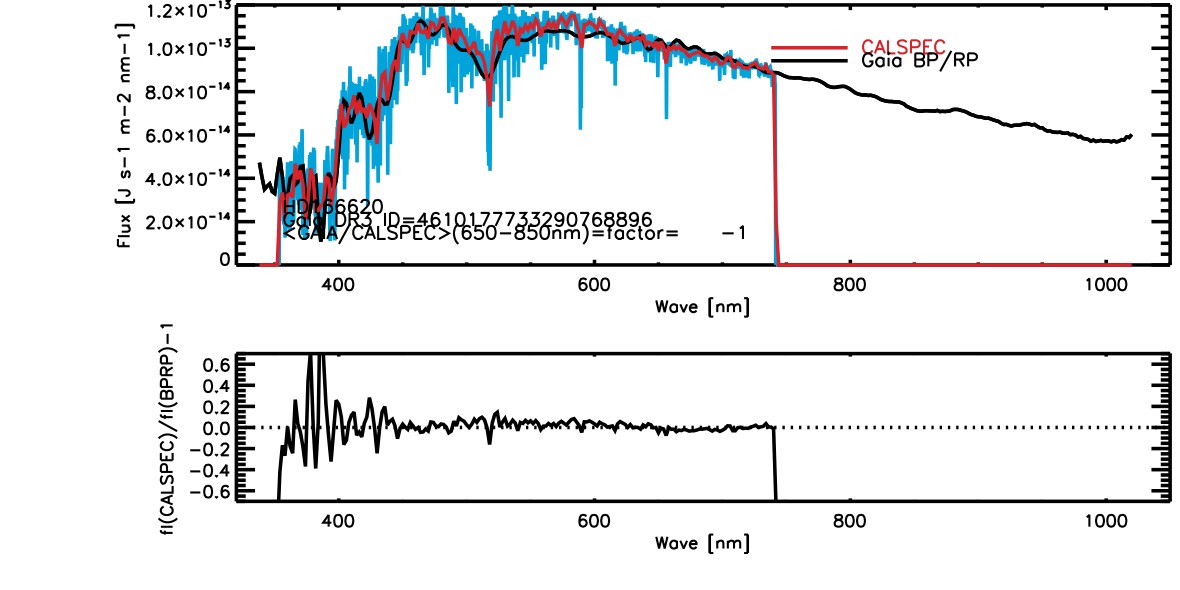 1.2×10−13
1.0×10−13
8.0×10−14
6.0×10−14
4.0×10−14
2.0×10−14
0
Flux [J s−1 m−2 nm−1]
CALSPEC
Gaia BP/RP
HD166620
Gaia DR3 ID=4610177733290768896
<GAIA/CALSPEC>(650−850nm)=factor= −1
400 600 800 1000
Wave [nm]
fl(CALSPEC)/fl(BPRP)−1
0.6
0.4
0.2
0.0
−0.2
−0.4
−0.6
400 600 800 1000
Wave [nm]